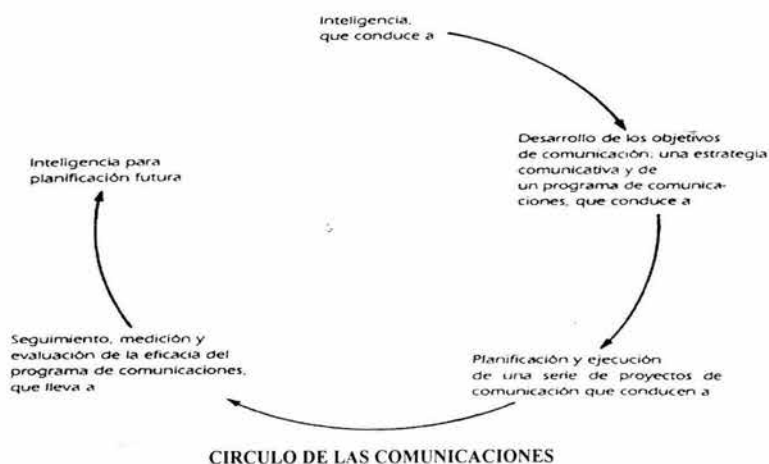 Inteligencia,
que conduce a
Desarrollo de los objetivos
de comunicación; una estrategia
comunicativa y de
un programa de comunica-
ciones, que conduce a
Planificación y ejecución
de una serie de proyectos de
comunicación que conducen a
Seguimiento, medición y
evaluación de la eficacia del
programa de comunicaciones,
que lleva a
Inteligencia para
planificación futura
CIRCULO DE LAS COMUNICACIONES